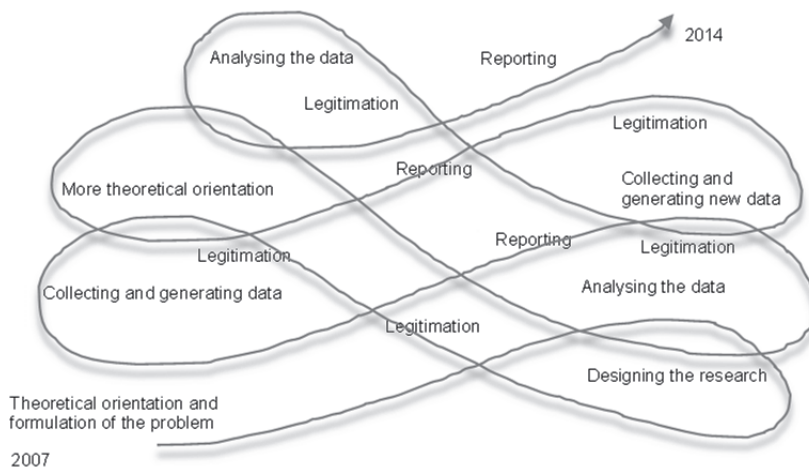 2014
Analysing the data
Reporting
Legitimation
Legitimation
Reporting
More theoretical orientation
Collecting and
generating new data
Reporting
Legitimation
Legitimation
Collecting and generating data
Analysing the data
Legitimation
Designing the research
Theoretical orientation and
formulation of the problem
2007